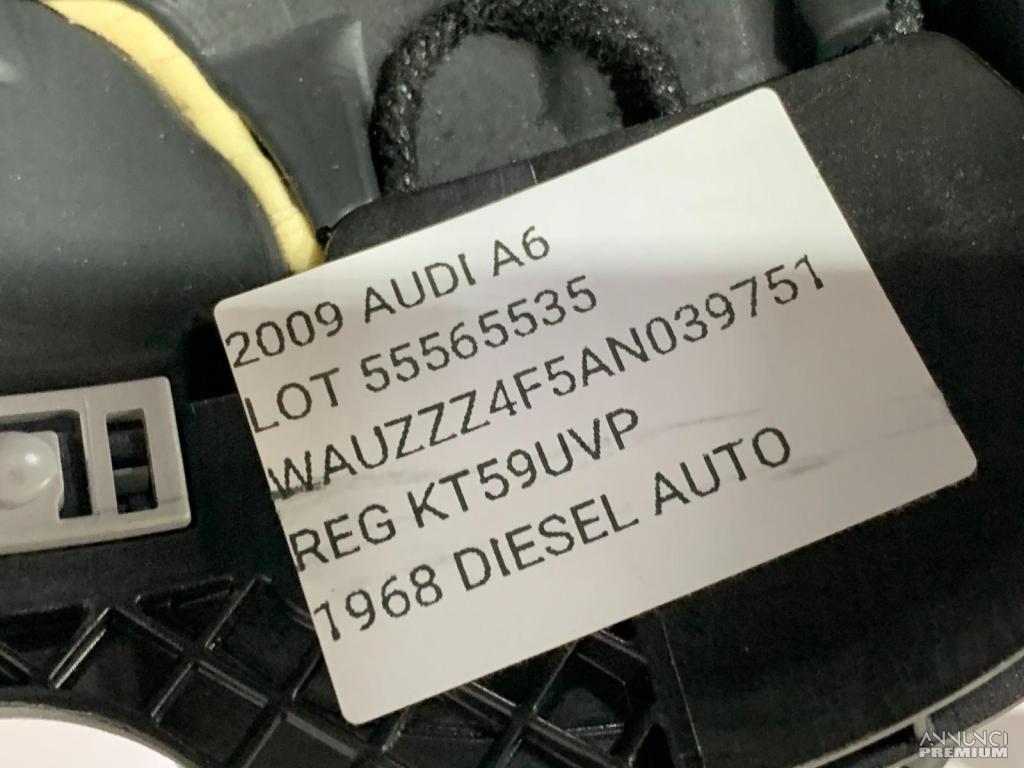 2009 AUDI A6
LOT 55565535
WAUZZZ4F5AN039751
REG KT59UVP
1968 DIESEL AUTO
ANNUNCI
PREMIUM